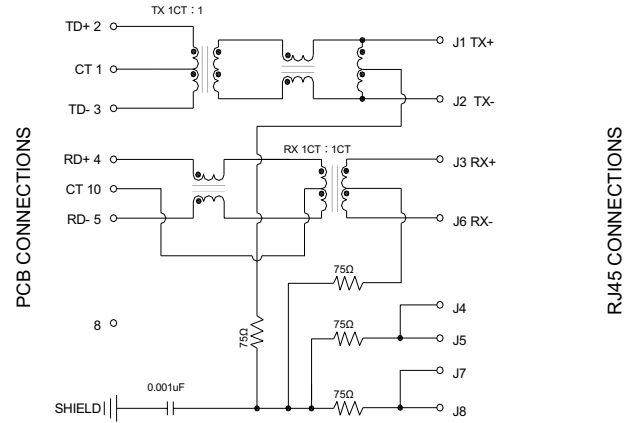 TX 1CT : 1
TD+ 2
CT 1
TD- 3
J1 TX+
J2 TX-
PCB CONNECTIONS
RJ45 CONNECTIONS
RX 1CT : 1CT
RD+ 4
CT 10
RD- 5
J3 RX+
J6 RX-
75Ω
J4
75Ω
8
75Ω
J5
J7
0.001uF
75Ω
SHIELD
J8